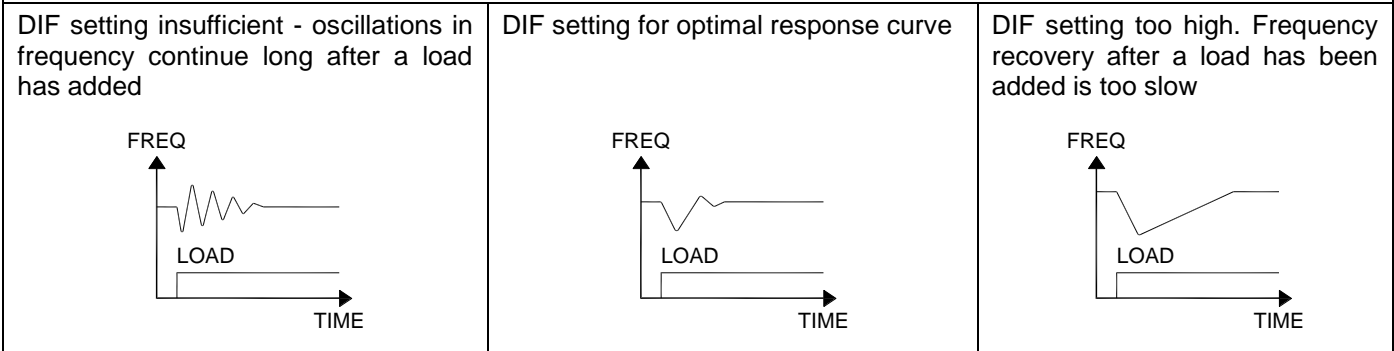 DIF setting insufficient - oscillations in
frequency continue long after a load
has added
FREQ
LOAD
TIME
DIF setting for optimal response curve
FREQ
LOAD
TIME
DIF setting too high. Frequency
recovery after a load has been
added is too slow
FREQ
LOAD
TIME